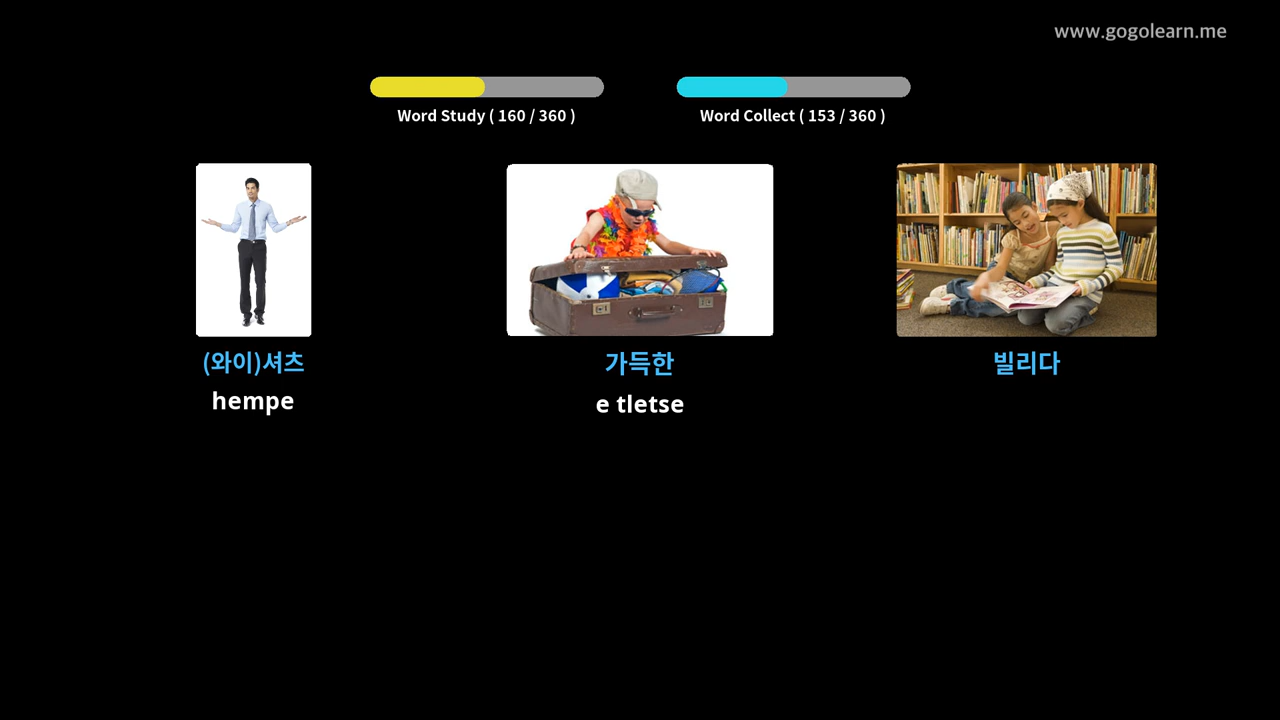 www.gogolearn.me
Word Study ( 160 / 360 )
Word Collect ( 153 / 360 )
(와이)셔츠
가득한
빌리다
hempe
e tletse